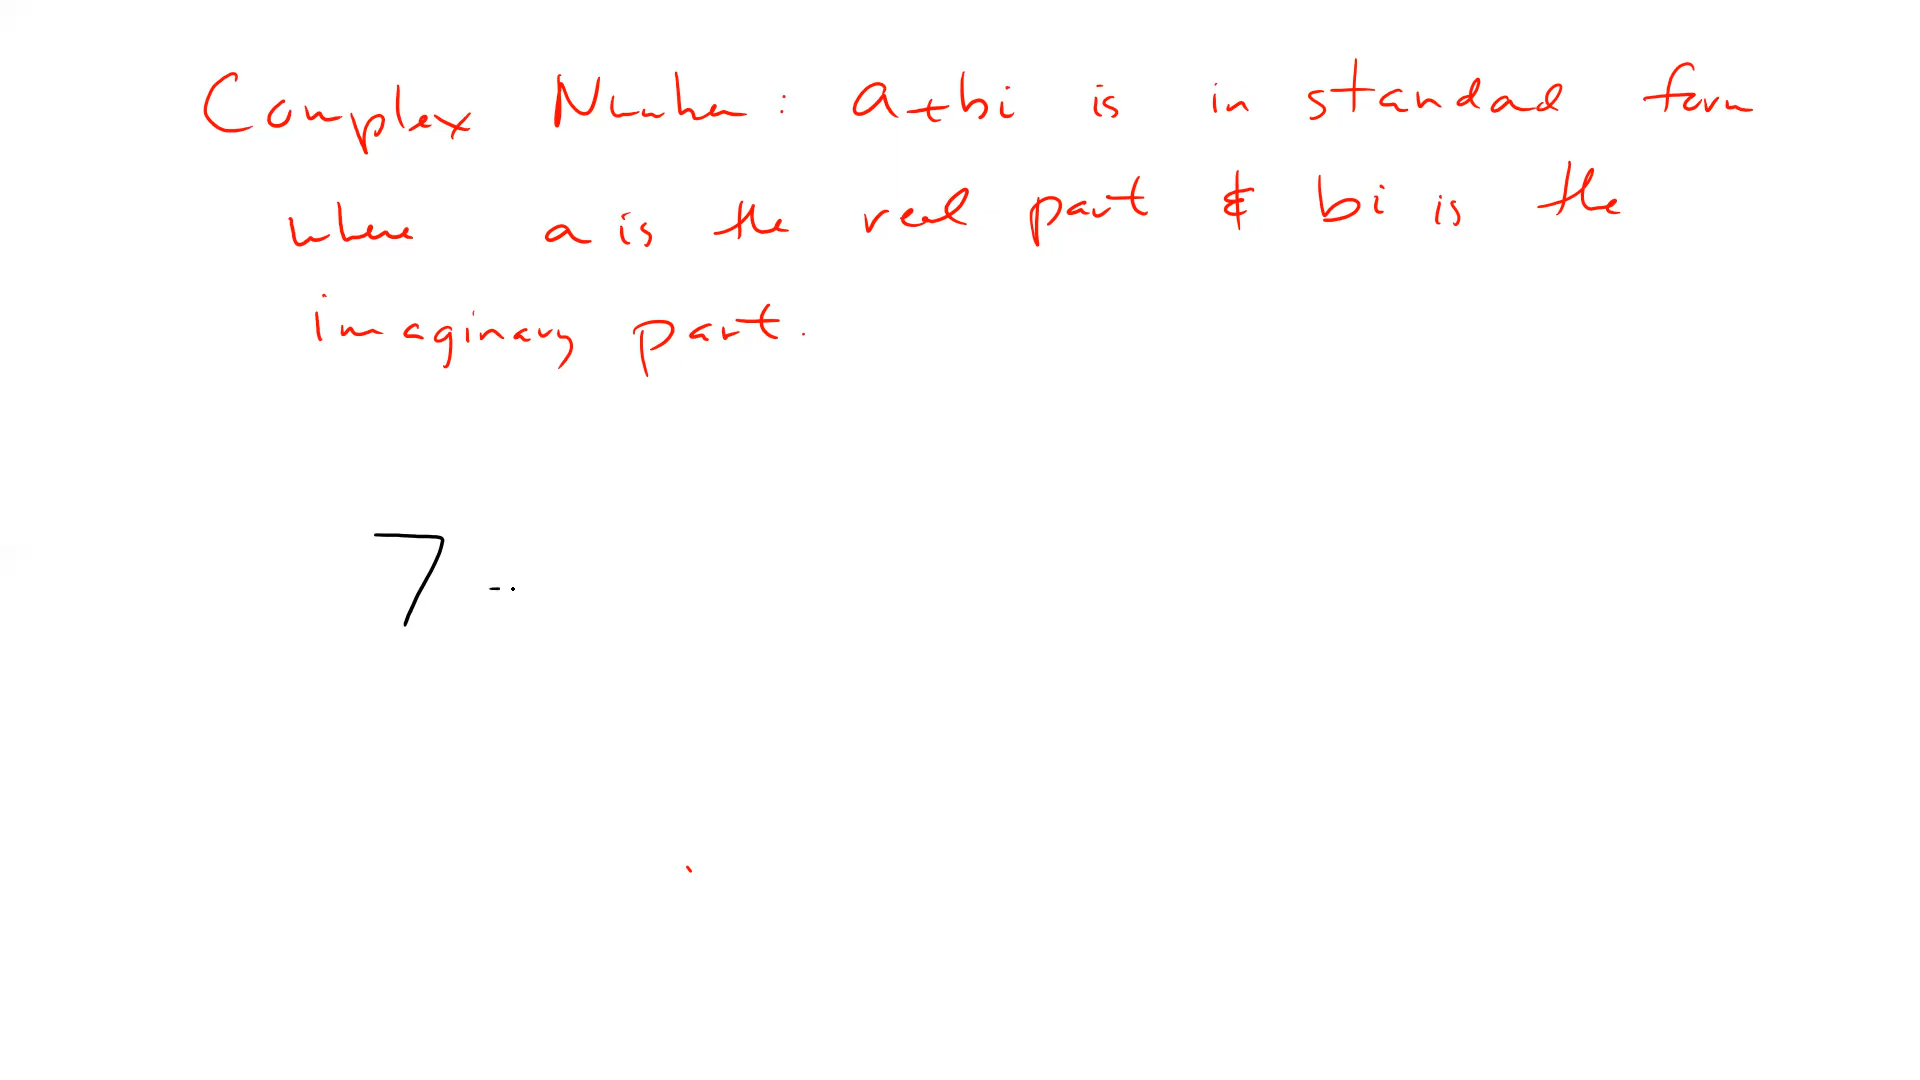 Complex Number: a+bi is in standard form
where a is the real part & bi is the
imaginary part.
7 -